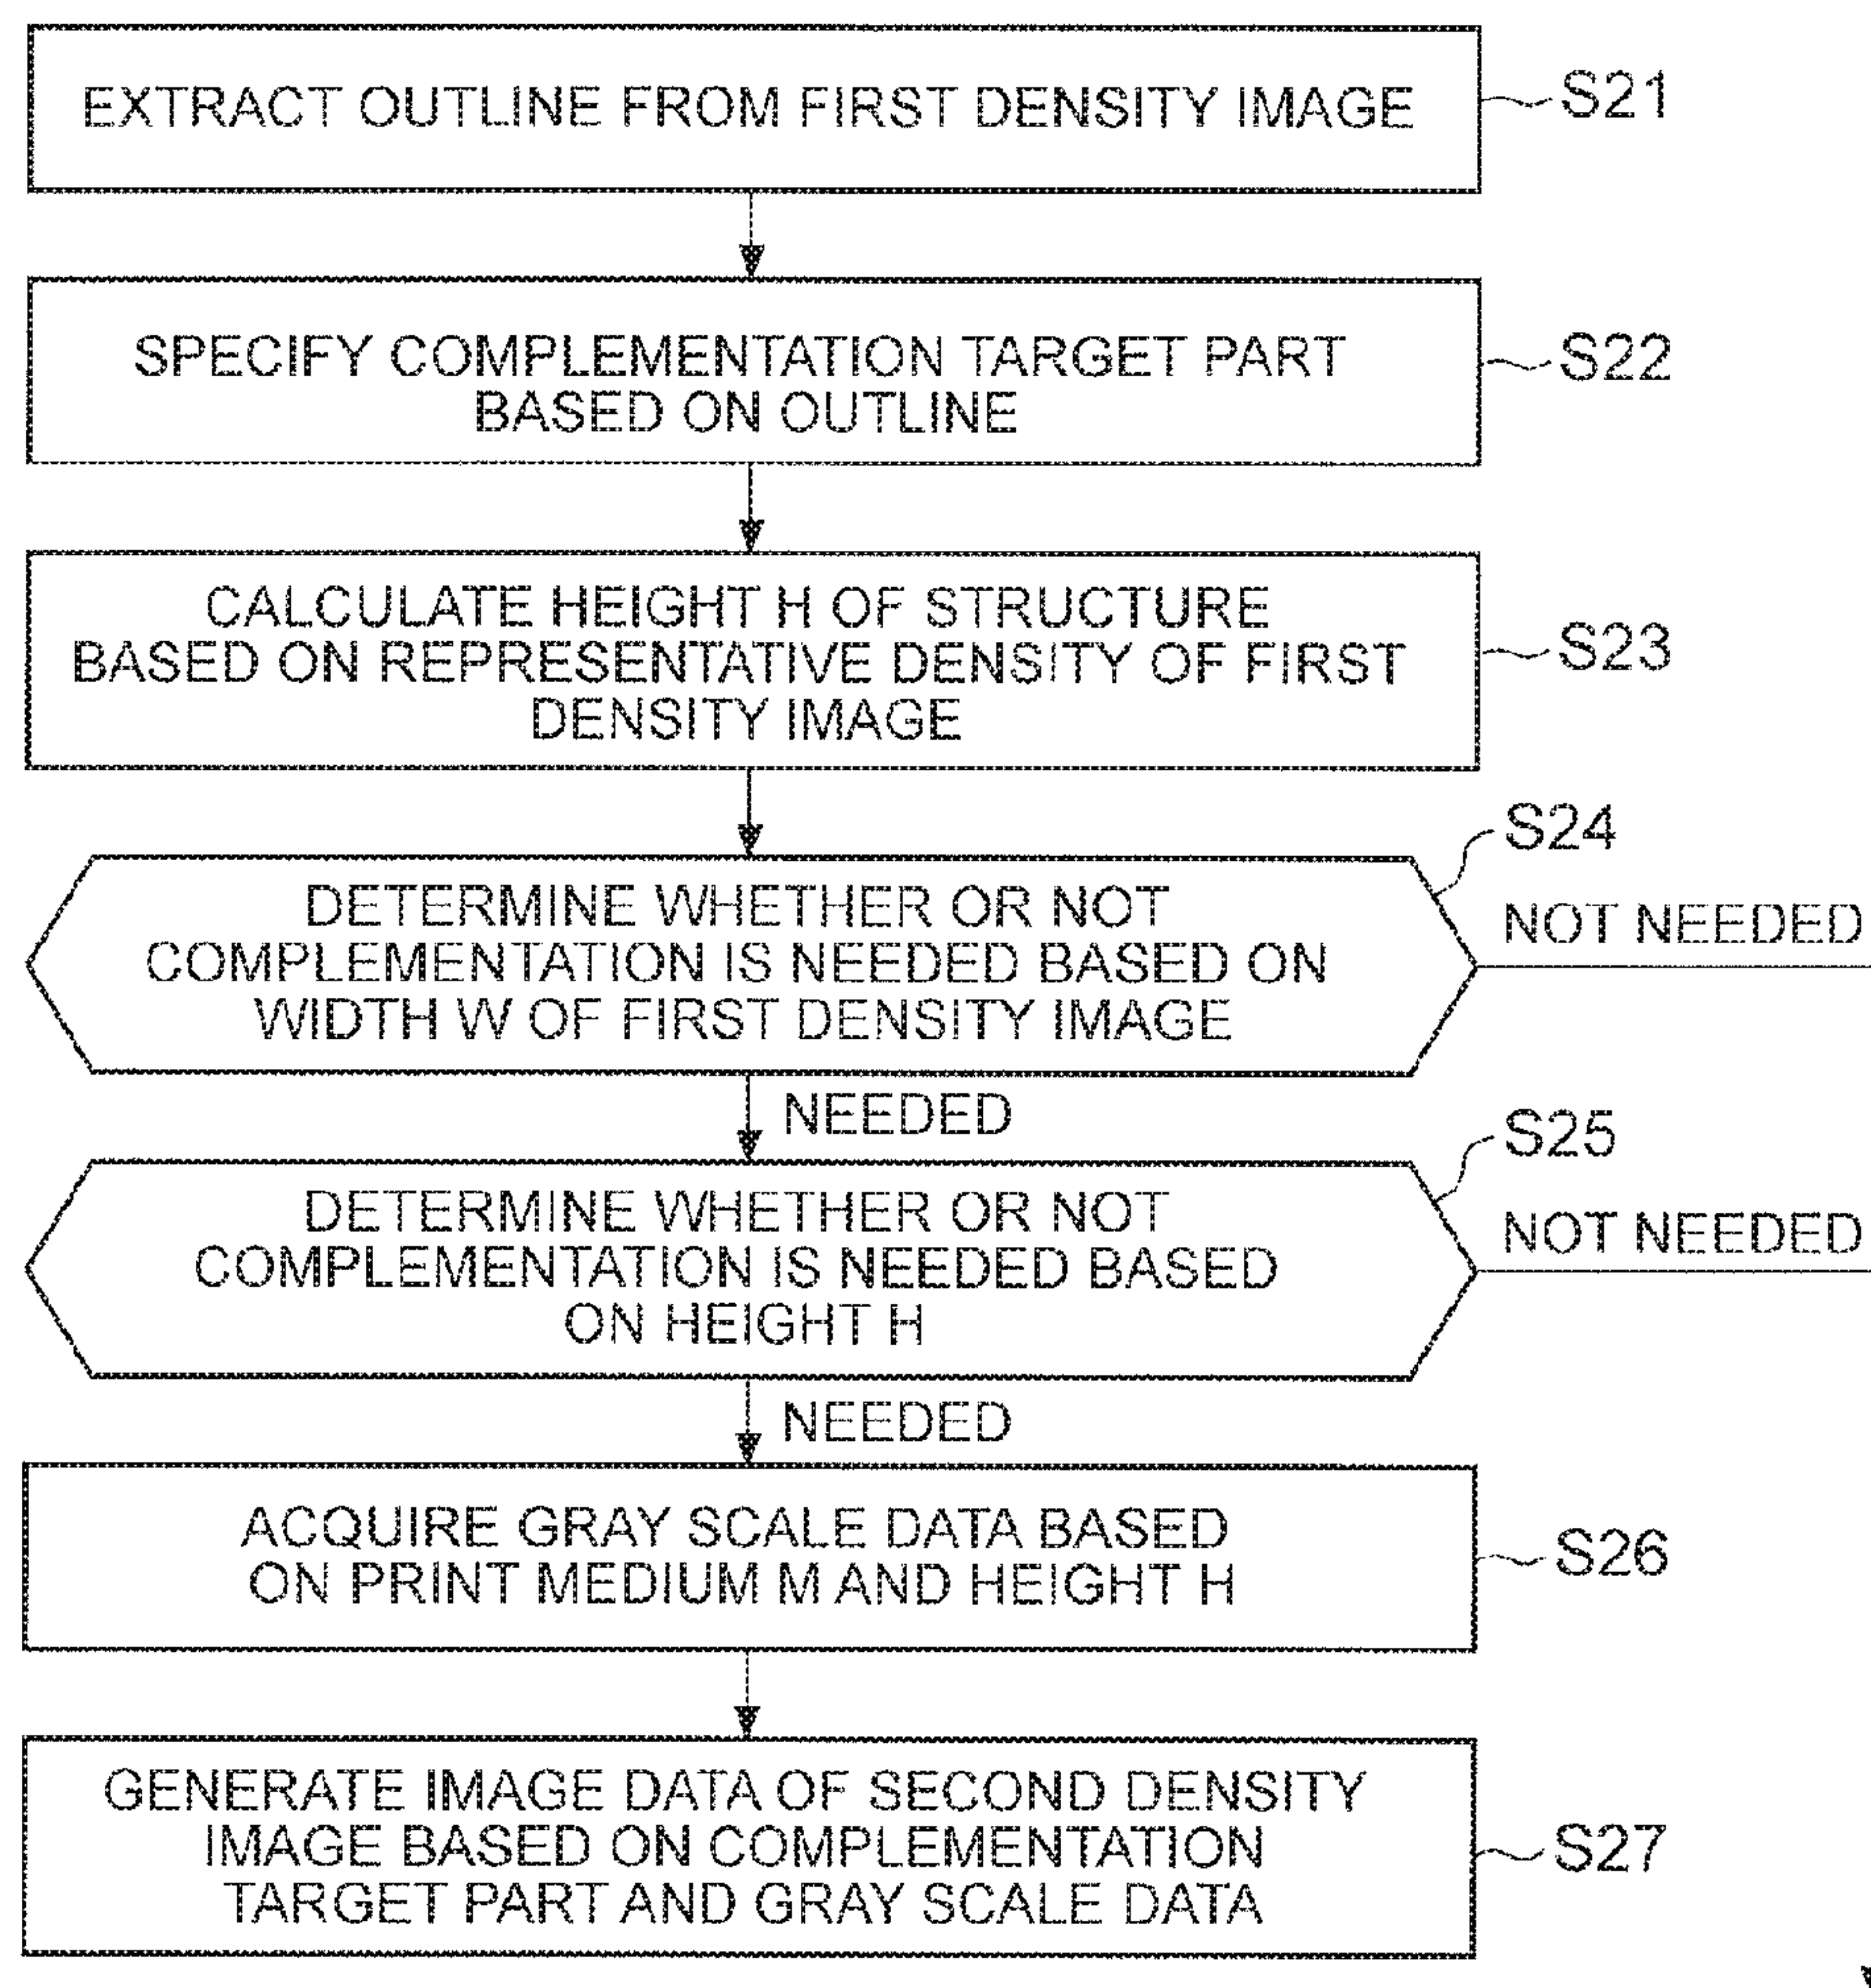 EXTRACT OUTLINE FROM FIRST DENSITY IMAGE
S21
SPECIFY COMPLEMENTATION TARGET PART
BASED ON OUTLINE
S22
CALCULATE HEIGHT H OF STRUCTURE
BASED ON REPRESENTATIVE DENSITY OF FIRST
DENSITY IMAGE
S23
S24
DETERMINE WHETHER OR NOT
COMPLEMENTATION IS NEEDED BASED ON
WIDTH W OF FIRST DENSITY IMAGE
NOT NEEDED
NEEDED
S25
DETERMINE WHETHER OR NOT
COMPLEMENTATION IS NEEDED BASED
ON HEIGHT H
NOT NEEDED
NEEDED
ACQUIRE GRAY SCALE DATA BASED
ON PRINT MEDIUM M AND HEIGHT H
S26
GENERATE IMAGE DATA OF SECOND DENSITY
IMAGE BASED ON COMPLEMENTATION
TARGET PART AND GRAY SCALE DATA
S27